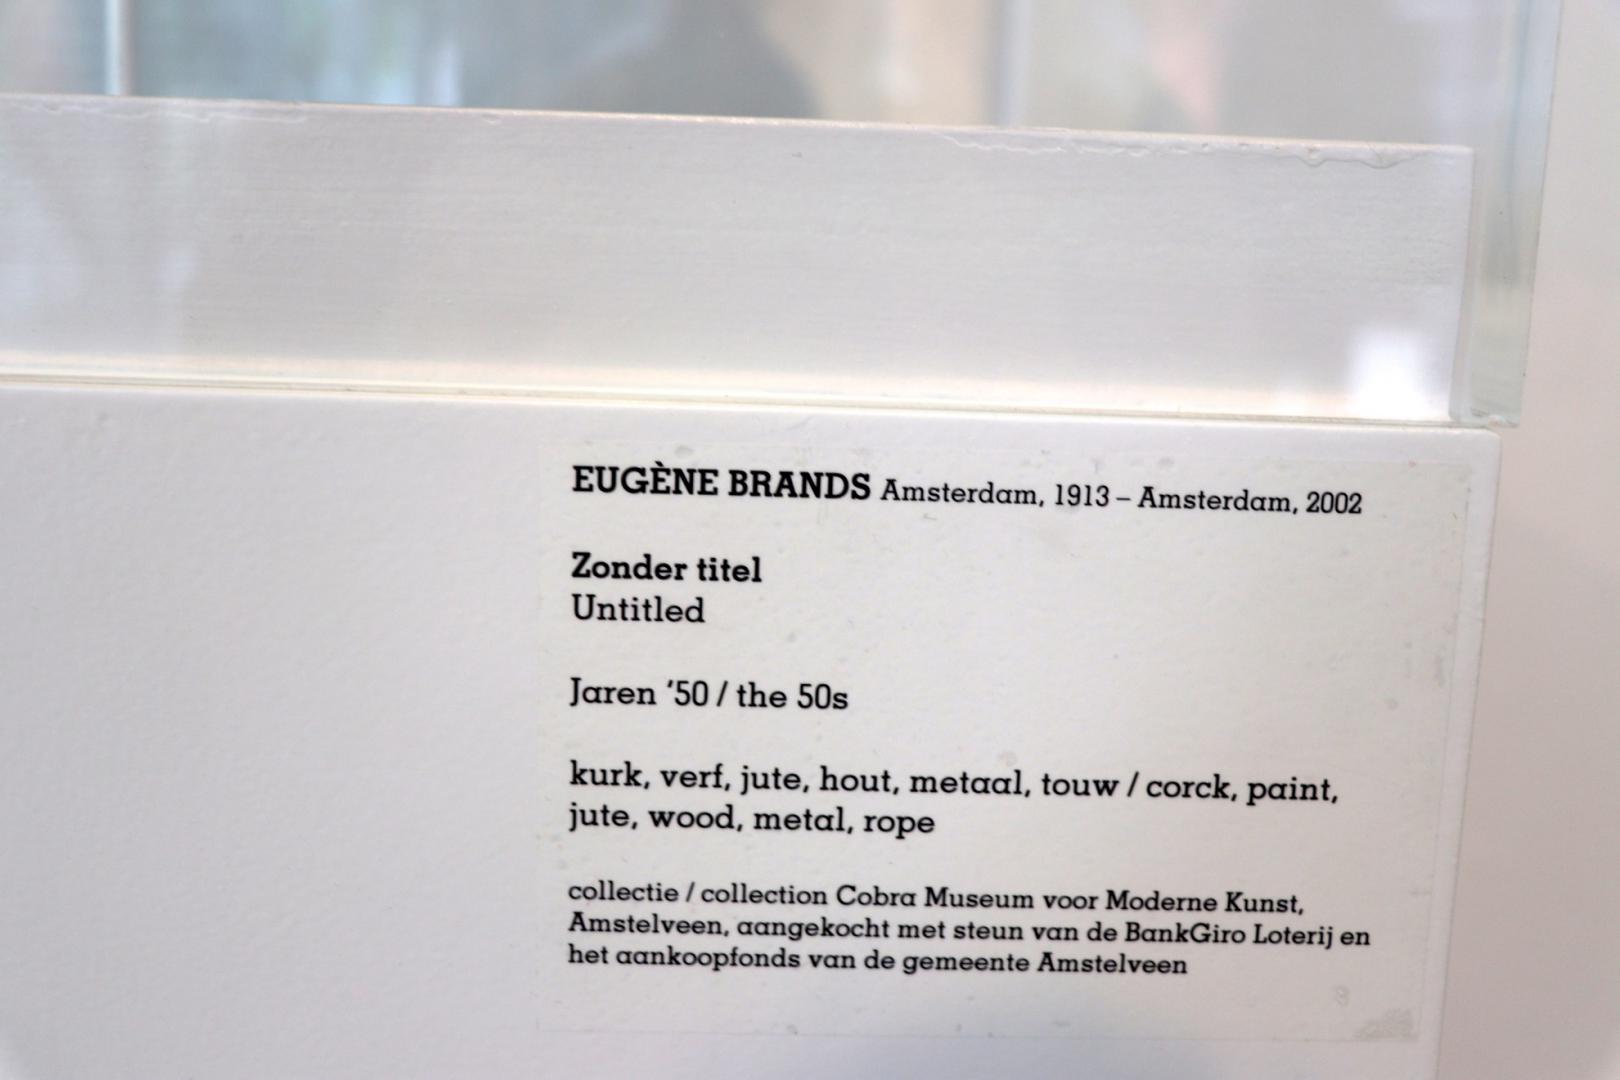 EUGÈNE BRANDS Amsterdam, 1913 – Amsterdam, 2002
Zonder titel
Untitled
Jaren '50 / the 50s
kurk, verf, jute, hout, metaal, touw / corck, paint,
jute, wood, metal, rope
collectie / collection Cobra Museum voor Moderne Kunst,
Amstelveen, aangekocht met steun van de BankGiro Loterij en
het aankoopfonds van de gemeente Amstelveen